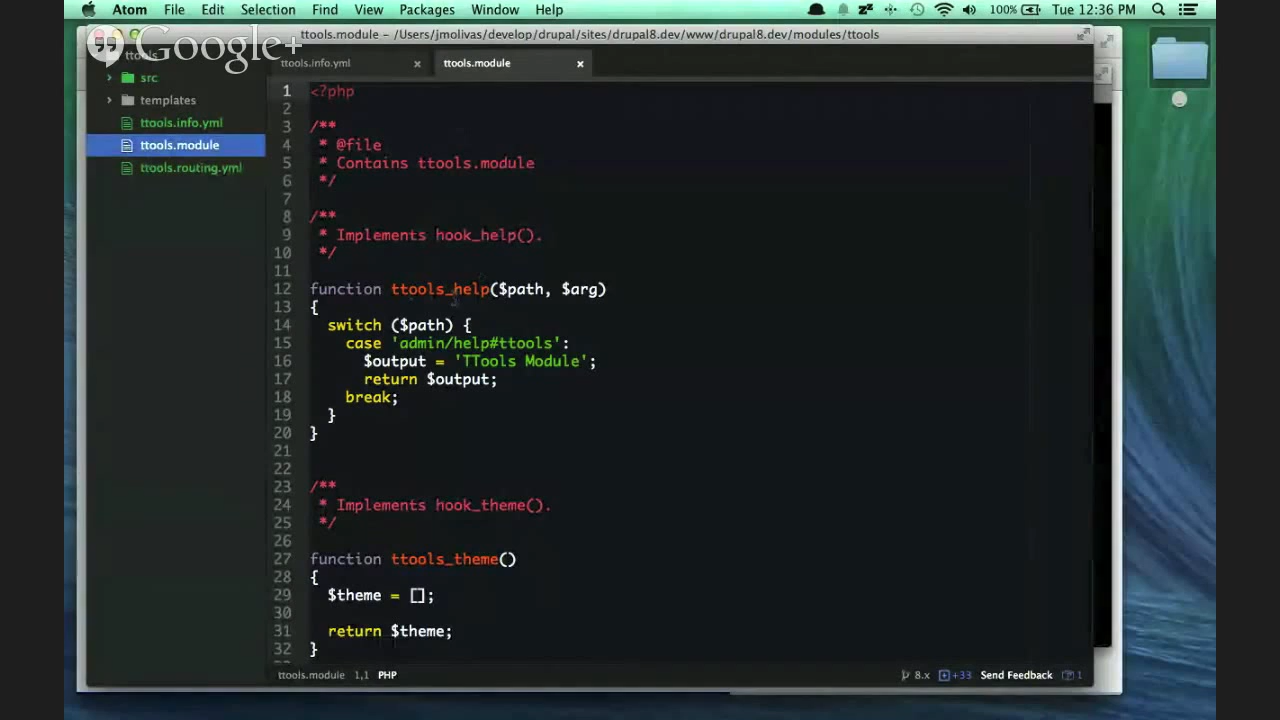 Atom File Edit Selection Find View Packages Window Help 100% Tue 12:36 PM
ttools.module - /Users/jmolivas/develop/drupal/sites/drupal8.dev/www/drupal8.dev/modules/ttools
Google+
ttools
ttools.info.yml
ttools.module
src
templates
ttools.info.yml
ttools.module
ttools.routing.yml
1 <?php
2
3 /**
4 * @file
5 * Contains ttools.module
6 */
7
8 /**
9 * Implements hook_help().
10 */
11
12 function ttools_help($path, $arg)
13 {
14 switch ($path) {
15 case 'admin/help#ttools':
16 $output = 'TTools Module';
17 return $output;
18 break;
19 }
20 }
21
22
23 /**
24 * Implements hook_theme().
25 */
26
27 function ttools_theme()
28 {
29 $theme = [];
30
31 return $theme;
32 }
ttools.module 1,1 PHP 8.x +33 Send Feedback 1